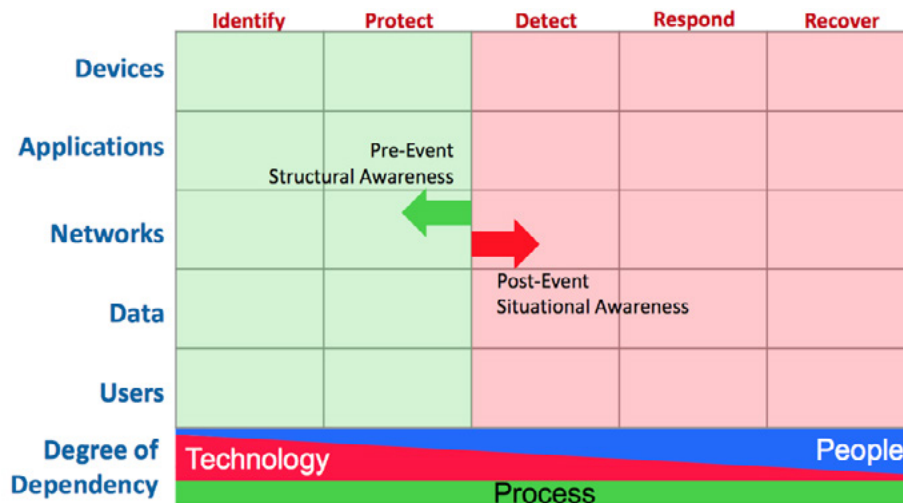 Identify Protect Detect Respond Recover
Devices
Applications
Pre-Event
Structural Awareness
Networks
Post-Event
Situational Awareness
Data
Users
Degree of
Dependency
Technology
People
Process